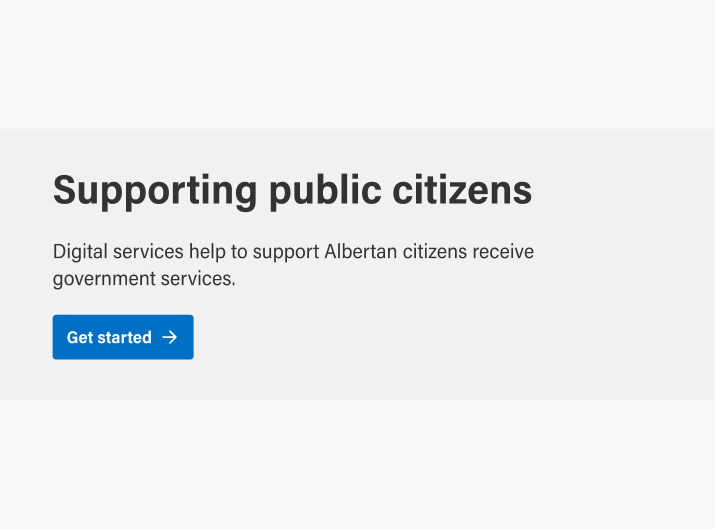 Supporting public citizens
Digital services help to support Albertan citizens receive
government services.
Get started →